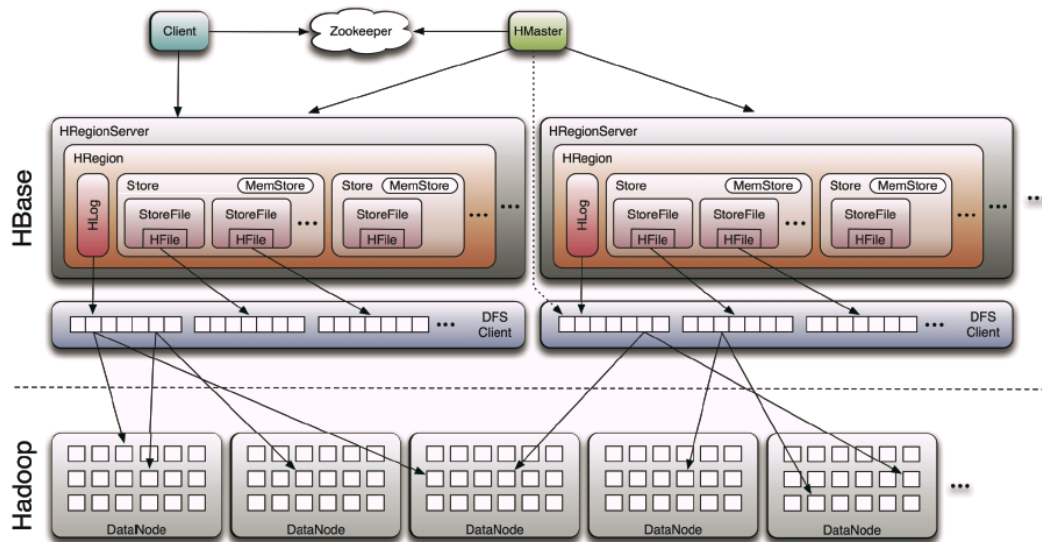 Client
Zookeeper
HMaster
HBase
HRegionServer
HRegion
HLog
Store
MemStore
StoreFile
HFile
StoreFile
HFile
...
Store
MemStore
StoreFile
HFile
...
...
HRegionServer
HRegion
HLog
Store
MemStore
StoreFile
HFile
StoreFile
HFile
...
Store
MemStore
StoreFile
HFile
...
...
...
...
DFS
Client
...
DFS
Client
Hadoop
DataNode
DataNode
DataNode
DataNode
DataNode
...